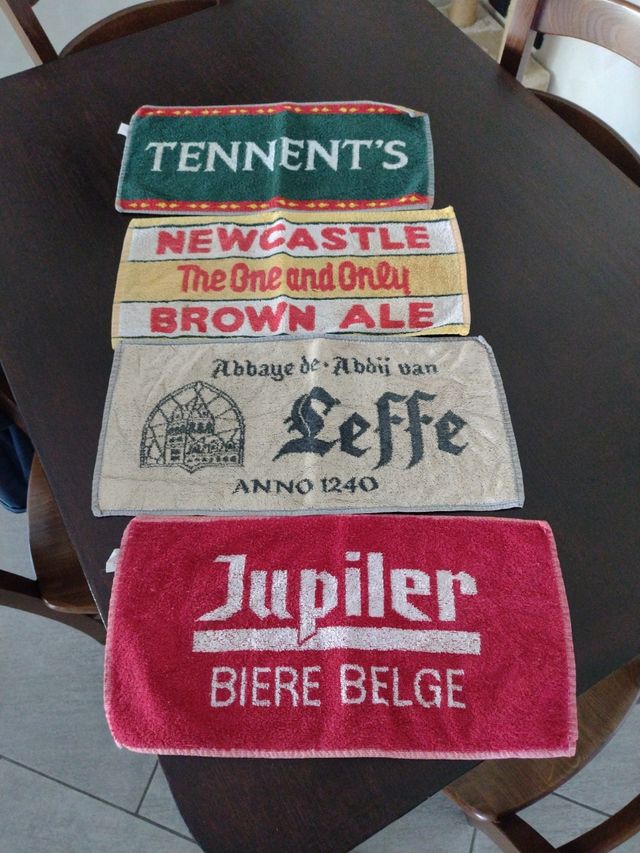 TENNENT'S
NEWCASTLE
The One and Only
BROWN ALE
Abbaye de · Abdij van
Leffe
ANNO 1240
Jupiler
BIERE BELGE